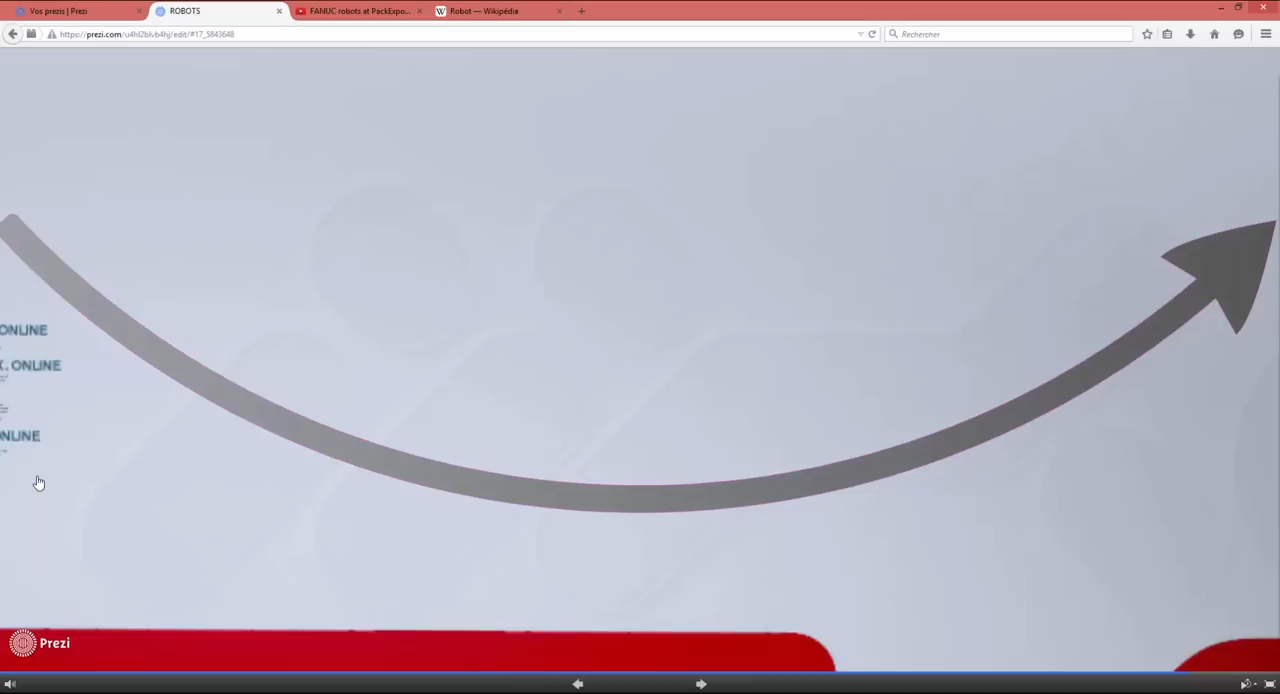 Vos prezis | Prezi
ROBOTS
FANUC robots at PackExpo...
Robot — Wikipédia
https://prezi.com/u4hl2blvb4hj/edit/#17_5843648
Rechercher
ONLINE
K. ONLINE
ONLINE
Prezi